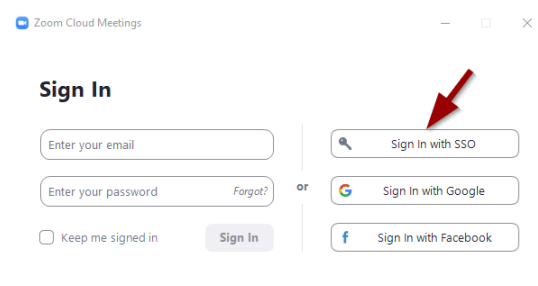 Zoom Cloud Meetings
Sign In
Enter your email
Enter your password Forgot?
Keep me signed in Sign In
or
Sign In with SSO
Sign In with Google
Sign In with Facebook